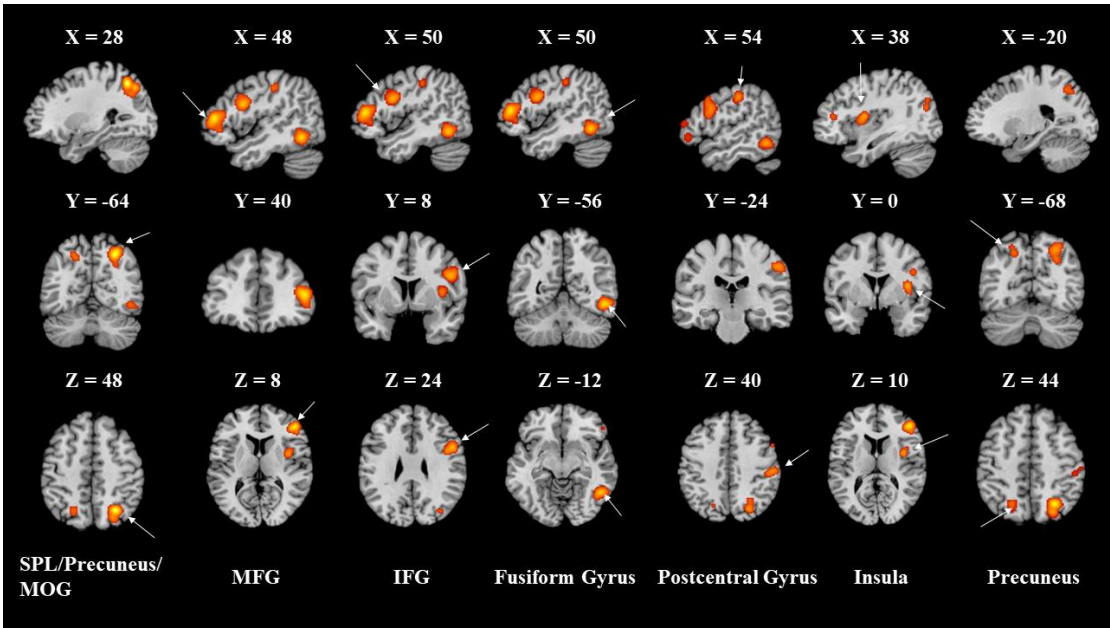 X = 28 X = 48 X = 50 X = 50 X = 54 X = 38 X = -20
Y = -64 Y = 40 Y = 8 Y = -56 Y = -24 Y = 0 Y = -68
Z = 48 Z = 8 Z = 24 Z = -12 Z = 40 Z = 10 Z = 44
SPL/Precuneus/
MOG
MFG
IFG
Fusiform Gyrus
Postcentral Gyrus
Insula
Precuneus